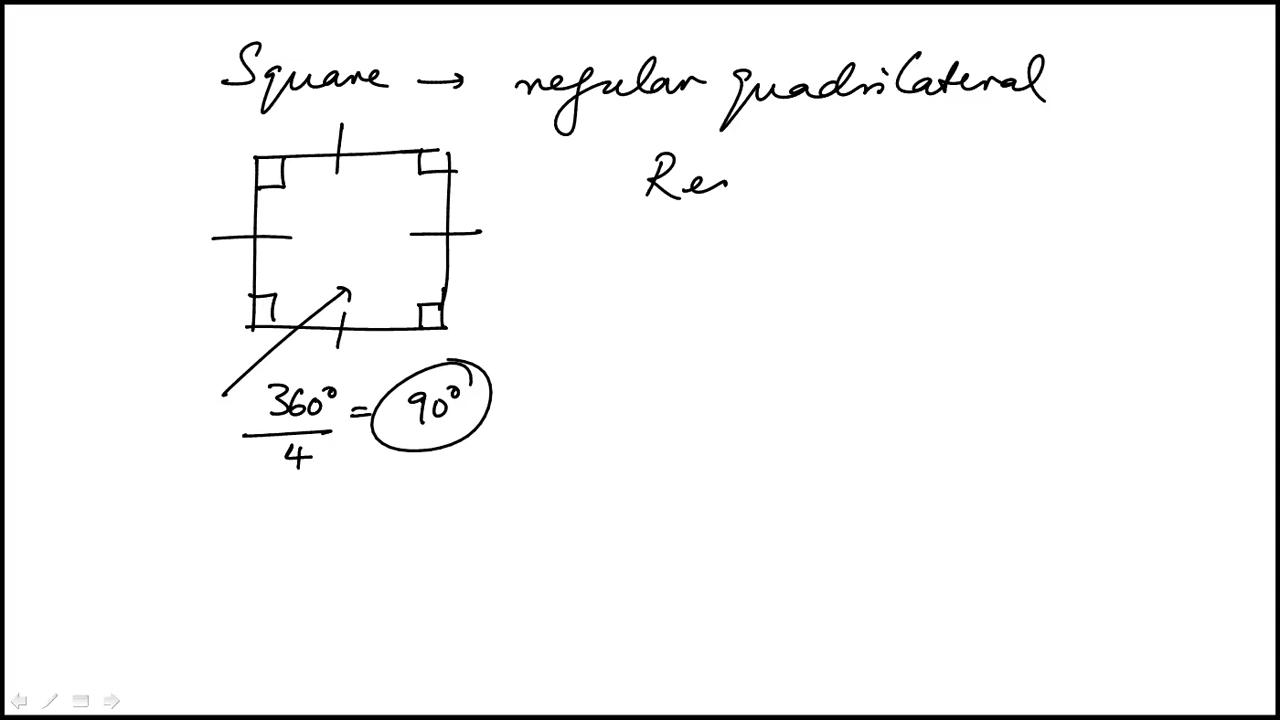 Square → regular quadrilateral
Re
360° / 4 = 90°